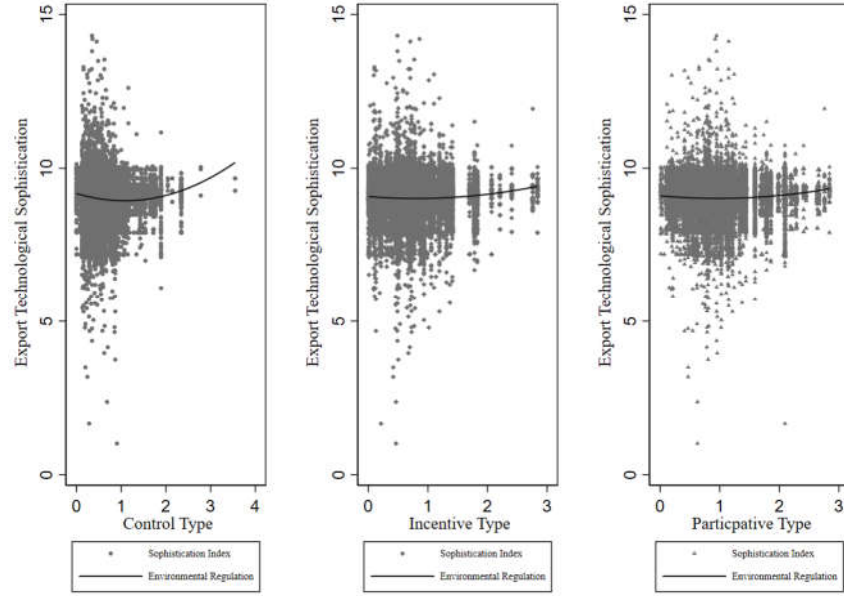 15
10
5
0
Export Technological Sophistication
0 1 2 3 4
Control Type
Sophistication Index
Environmental Regulation
15
10
5
0
Export Technological Sophistication
0 1 2 3
Incentive Type
Sophistication Index
Environmental Regulation
15
10
5
0
Export Technological Sophistication
0 1 2 3
Particpative Type
Sophistication Index
Environmental Regulation